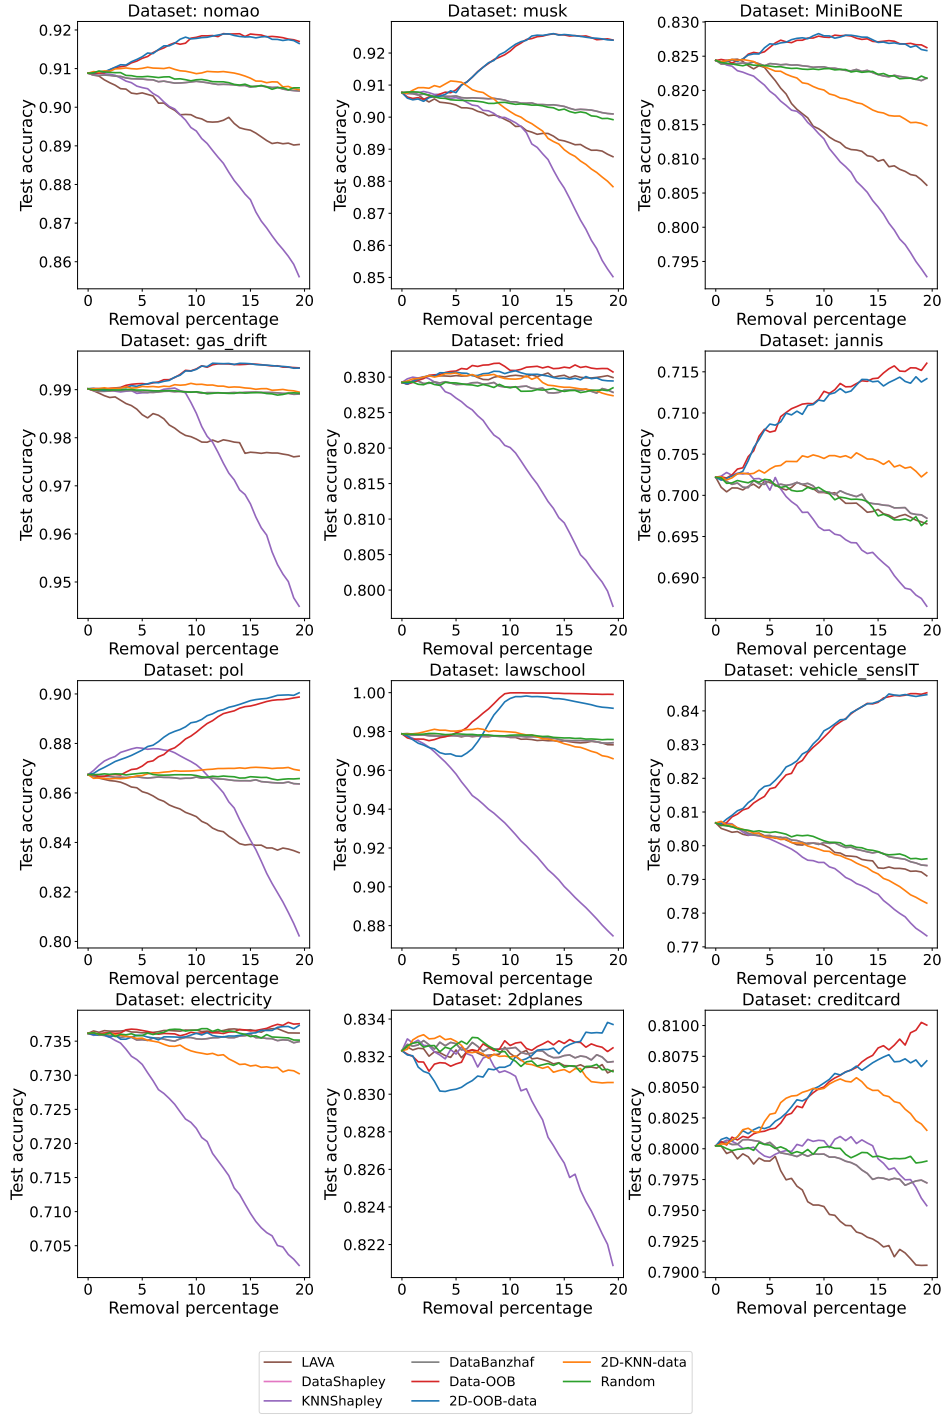 Dataset: nomao
Test accuracy
0.92
0.91
0.90
0.89
0.88
0.87
0.86
0 5 10 15 20
Removal percentage
Dataset: musk
Test accuracy
0.92
0.91
0.90
0.89
0.88
0.87
0.86
0.85
0 5 10 15 20
Removal percentage
Dataset: MiniBooNE
Test accuracy
0.830
0.825
0.820
0.815
0.810
0.805
0.800
0.795
0 5 10 15 20
Removal percentage
Dataset: gas_drift
Test accuracy
0.99
0.98
0.97
0.96
0.95
0 5 10 15 20
Removal percentage
Dataset: fried
Test accuracy
0.830
0.825
0.820
0.815
0.810
0.805
0.800
0 5 10 15 20
Removal percentage
Dataset: jannis
Test accuracy
0.715
0.710
0.705
0.700
0.695
0.690
0 5 10 15 20
Removal percentage
Dataset: pol
Test accuracy
0.90
0.88
0.86
0.84
0.82
0.80
0 5 10 15 20
Removal percentage
Dataset: lawschool
Test accuracy
1.00
0.98
0.96
0.94
0.92
0.90
0.88
0 5 10 15 20
Removal percentage
Dataset: vehicle_sensIT
Test accuracy
0.84
0.83
0.82
0.81
0.80
0.79
0.78
0.77
0 5 10 15 20
Removal percentage
Dataset: electricity
Test accuracy
0.735
0.730
0.725
0.720
0.715
0.710
0.705
0 5 10 15 20
Removal percentage
Dataset: 2dplanes
Test accuracy
0.834
0.832
0.830
0.828
0.826
0.824
0.822
0 5 10 15 20
Removal percentage
Dataset: creditcard
Test accuracy
0.8100
0.8075
0.8050
0.8025
0.8000
0.7975
0.7950
0.7925
0.7900
0 5 10 15 20
Removal percentage
LAVA
DataShapley
KNNShapley
DataBanzhaf
Data-OOB
2D-OOB-data
2D-KNN-data
Random